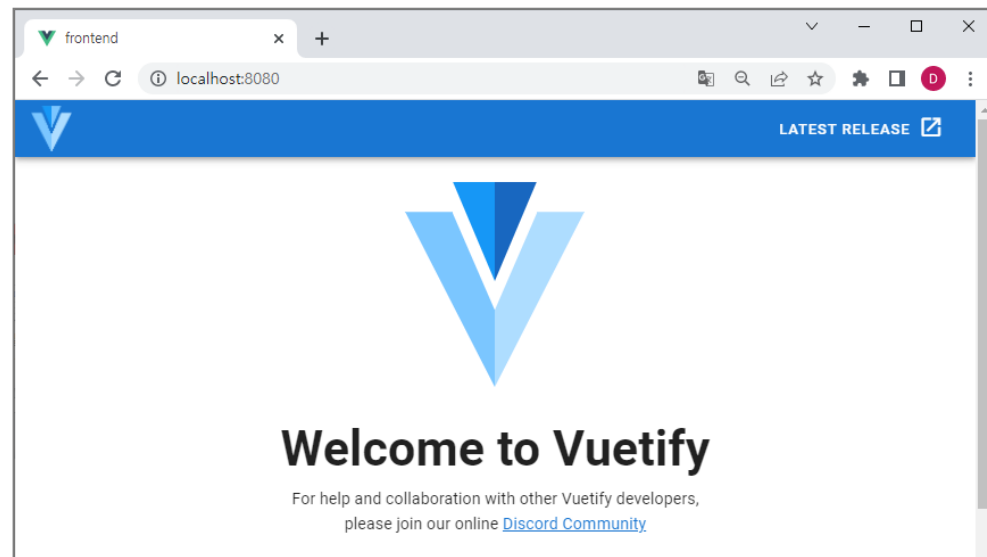 frontend
localhost:8080
D
LATEST RELEASE
Welcome to Vuetify
For help and collaboration with other Vuetify developers,
please join our online Discord Community